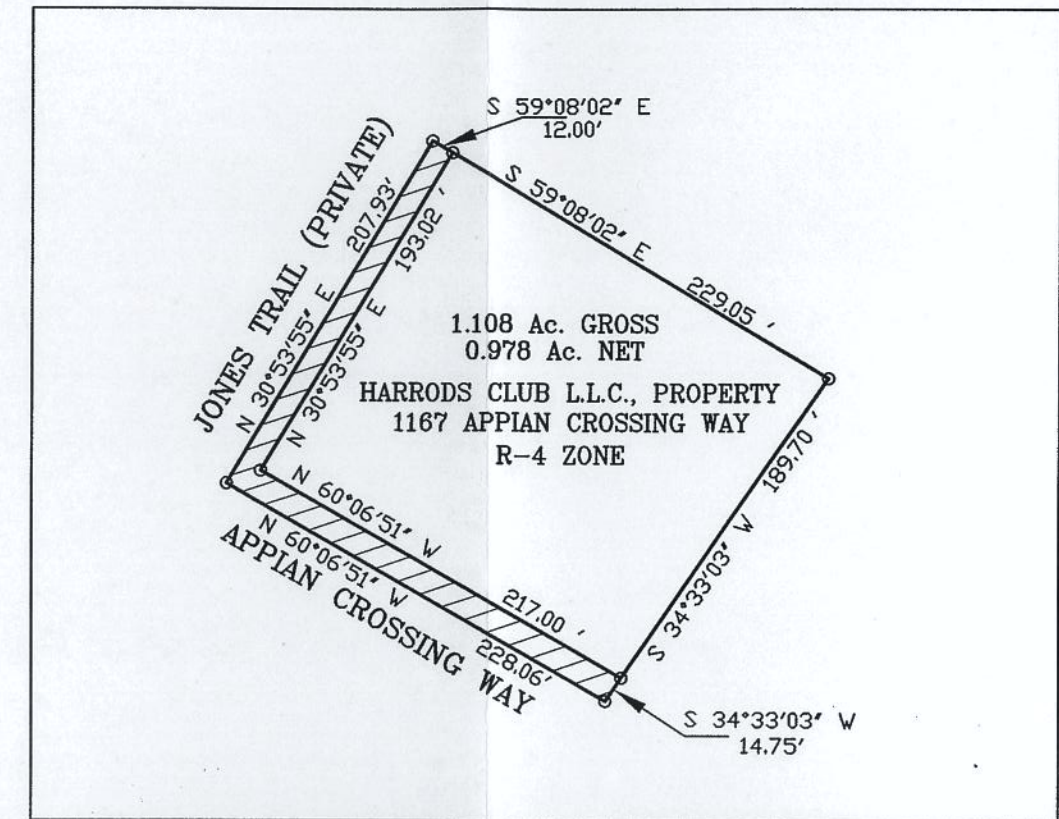 S 59°08'02" E
12.00'
S 59°08'02" E
229.05 '
JONES TRAIL (PRIVATE)
N 30°53'55" E
207.93'
N 30°53'55" E
193.02 '
1.108 Ac. GROSS
0.978 Ac. NET
HARRODS CLUB L.L.C., PROPERTY
1167 APPIAN CROSSING WAY
R-4 ZONE
S 34°33'03" W
189.70 '
N 60°06'51" W
217.00 '
N 60°06'51" W
228.06'
APPIAN CROSSING WAY
S 34°33'03" W
14.75'